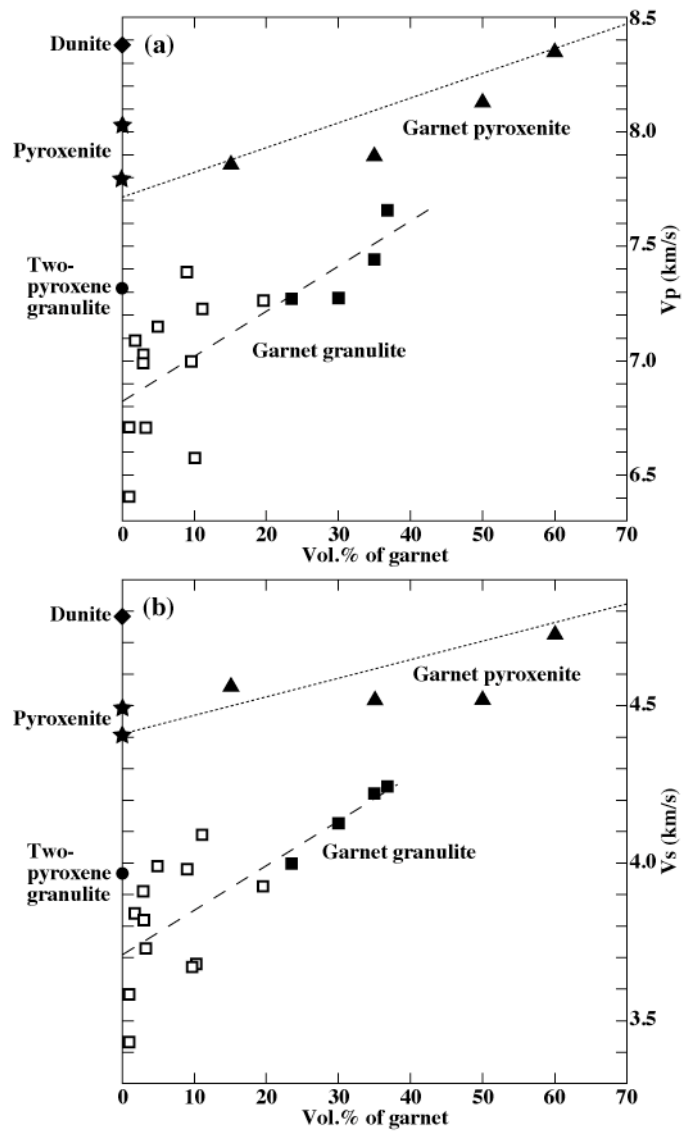 Dunite
(a)
8.5
Garnet pyroxenite
8.0
Pyroxenite
Two-
pyroxene
granulite
7.5
Garnet granulite
7.0
6.5
Vp (km/s)
0 10 20 30 40 50 60 70
Vol.% of garnet
Dunite
(b)
Garnet pyroxenite
Pyroxenite
4.5
Two-
pyroxene
granulite
Garnet granulite
4.0
3.5
Vs (km/s)
0 10 20 30 40 50 60 70
Vol.% of garnet